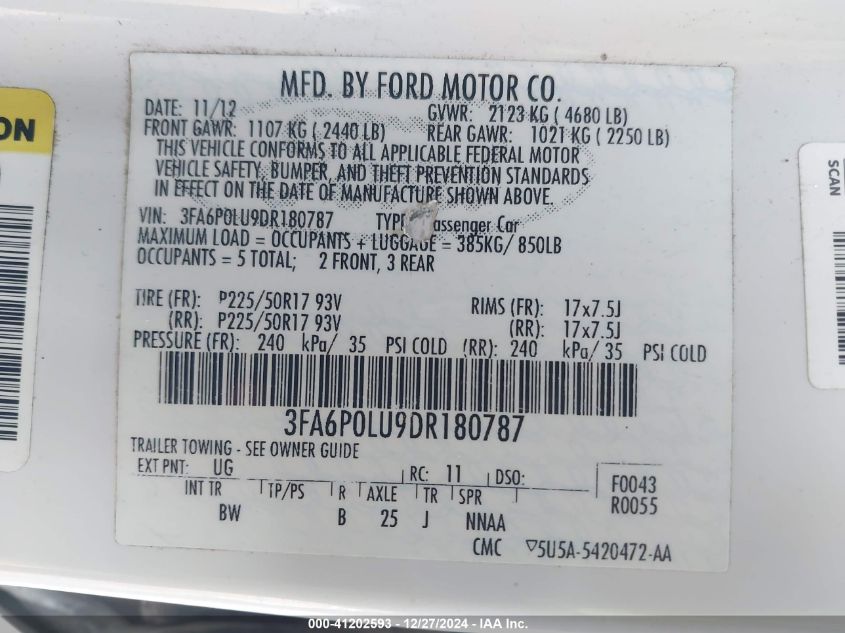 MFD. BY FORD MOTOR CO.
DATE: 11/12 GVWR: 2123 KG ( 4680 LB)
FRONT GAWR: 1107 KG ( 2440 LB) REAR GAWR: 1021 KG ( 2250 LB)
THIS VEHICLE CONFORMS TO ALL APPLICABLE FEDERAL MOTOR
VEHICLE SAFETY, BUMPER, AND THEFT PREVENTION STANDARDS
IN EFFECT ON THE DATE OF MANUFACTURE SHOWN ABOVE.
VIN: 3FA6P0LU9DR180787 TYPE assenger Car
MAXIMUM LOAD = OCCUPANTS + LUGGAGE = 385KG/ 850LB
OCCUPANTS = 5 TOTAL; 2 FRONT, 3 REAR
TIRE (FR): P225/50R17 93V RIMS (FR): 17x7.5J
(RR): P225/50R17 93V (RR): 17x7.5J
PRESSURE (FR): 240 kPa/ 35 PSI COLD (RR): 240 kPa/ 35 PSI COLD
3FA6P0LU9DR180787
TRAILER TOWING - SEE OWNER GUIDE
EXT PNT: UG RC: 11 DSO: F0043
INT TR TP/PS R AXLE TR SPR R0055
BW B 25 J NNAA
CMC ▽5U5A-5420472-AA
ON
SCAN
000-41202593 - 12/27/2024 - IAA Inc.